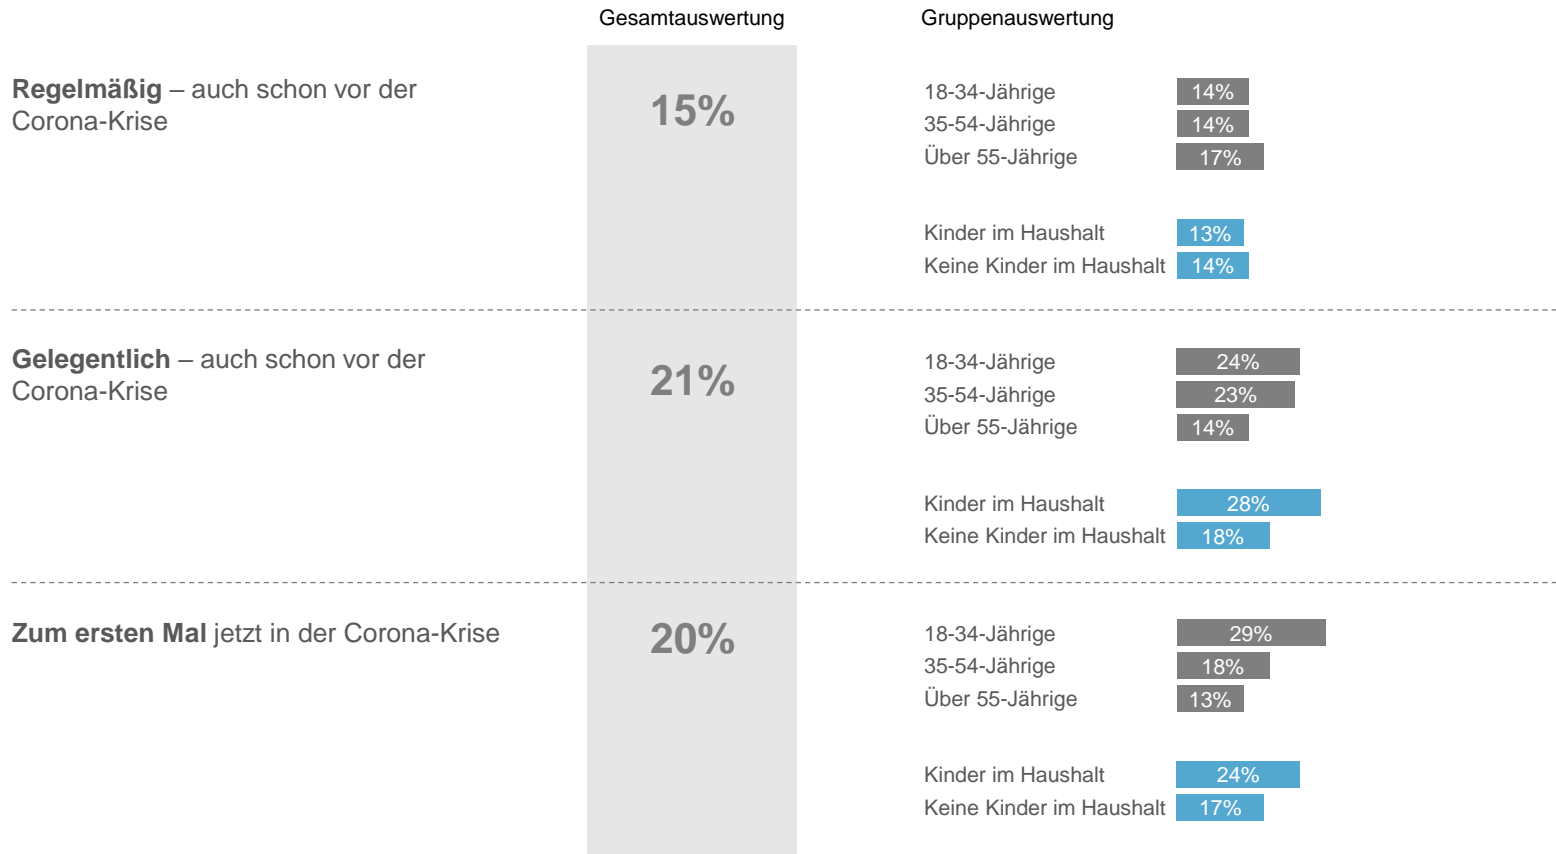 Gesamtauswertung
Gruppenauswertung
Regelmäßig – auch schon vor der
Corona-Krise
15%
18-34-Jährige 14%
35-54-Jährige 14%
Über 55-Jährige 17%
Kinder im Haushalt 13%
Keine Kinder im Haushalt 14%
Gelegentlich – auch schon vor der
Corona-Krise
21%
18-34-Jährige 24%
35-54-Jährige 23%
Über 55-Jährige 14%
Kinder im Haushalt 28%
Keine Kinder im Haushalt 18%
Zum ersten Mal jetzt in der Corona-Krise
20%
18-34-Jährige 29%
35-54-Jährige 18%
Über 55-Jährige 13%
Kinder im Haushalt 24%
Keine Kinder im Haushalt 17%